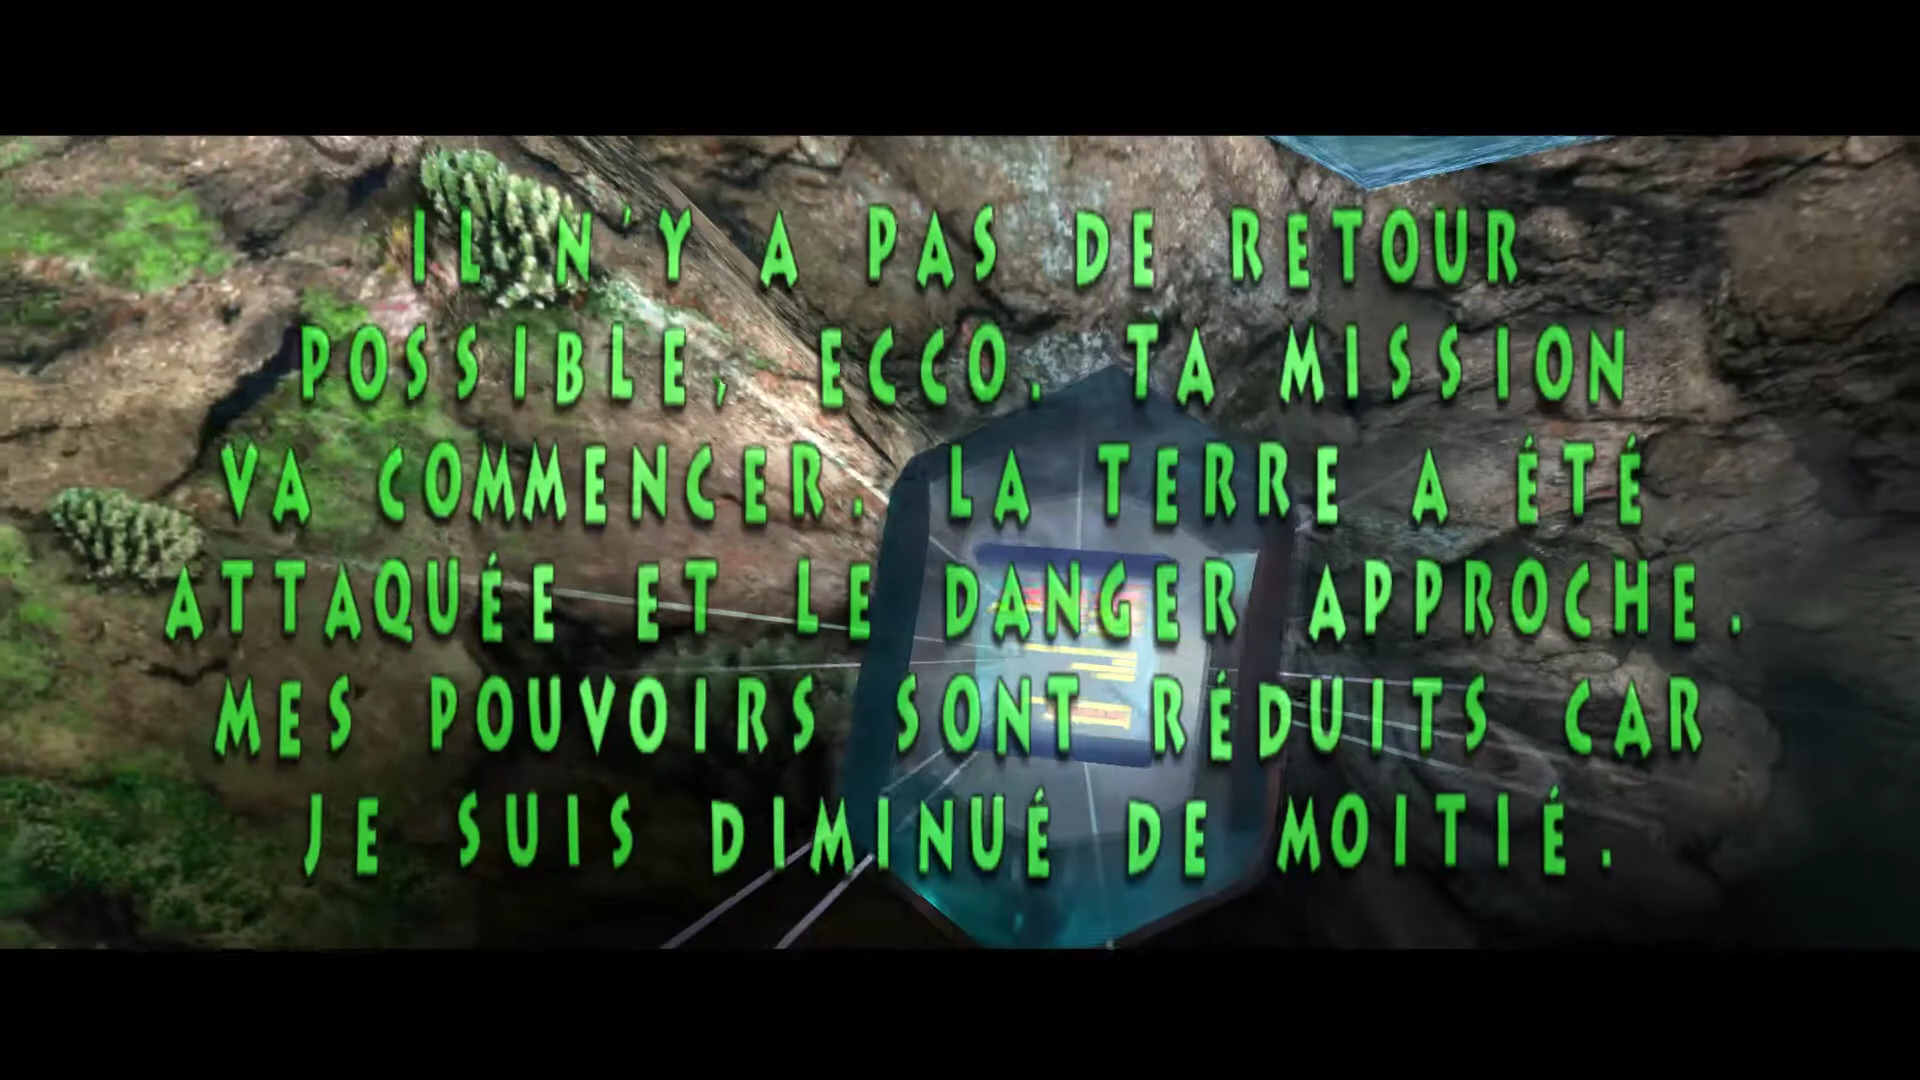 IL N'Y A PAS DE RETOUR
POSSIBLE, ECCO. TA MISSION
VA COMMENCER. LA TERRE A ÉTÉ
ATTAQUÉE ET LE DANGER APPROCHE.
MES POUVOIRS SONT RÉDUITS CAR
JE SUIS DIMINUÉ DE MOITIÉ.